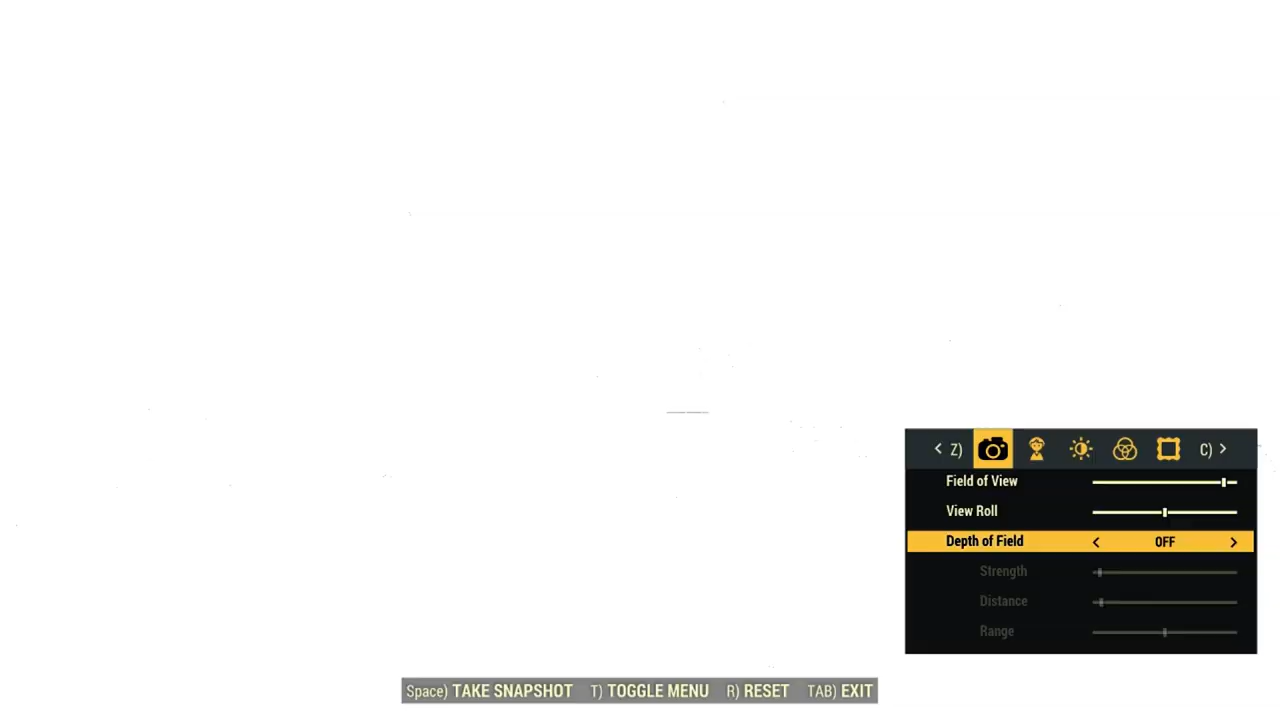 Z) C)
Field of View
View Roll
Depth of Field OFF
Strength
Distance
Range
Space) TAKE SNAPSHOT T) TOGGLE MENU R) RESET TAB) EXIT